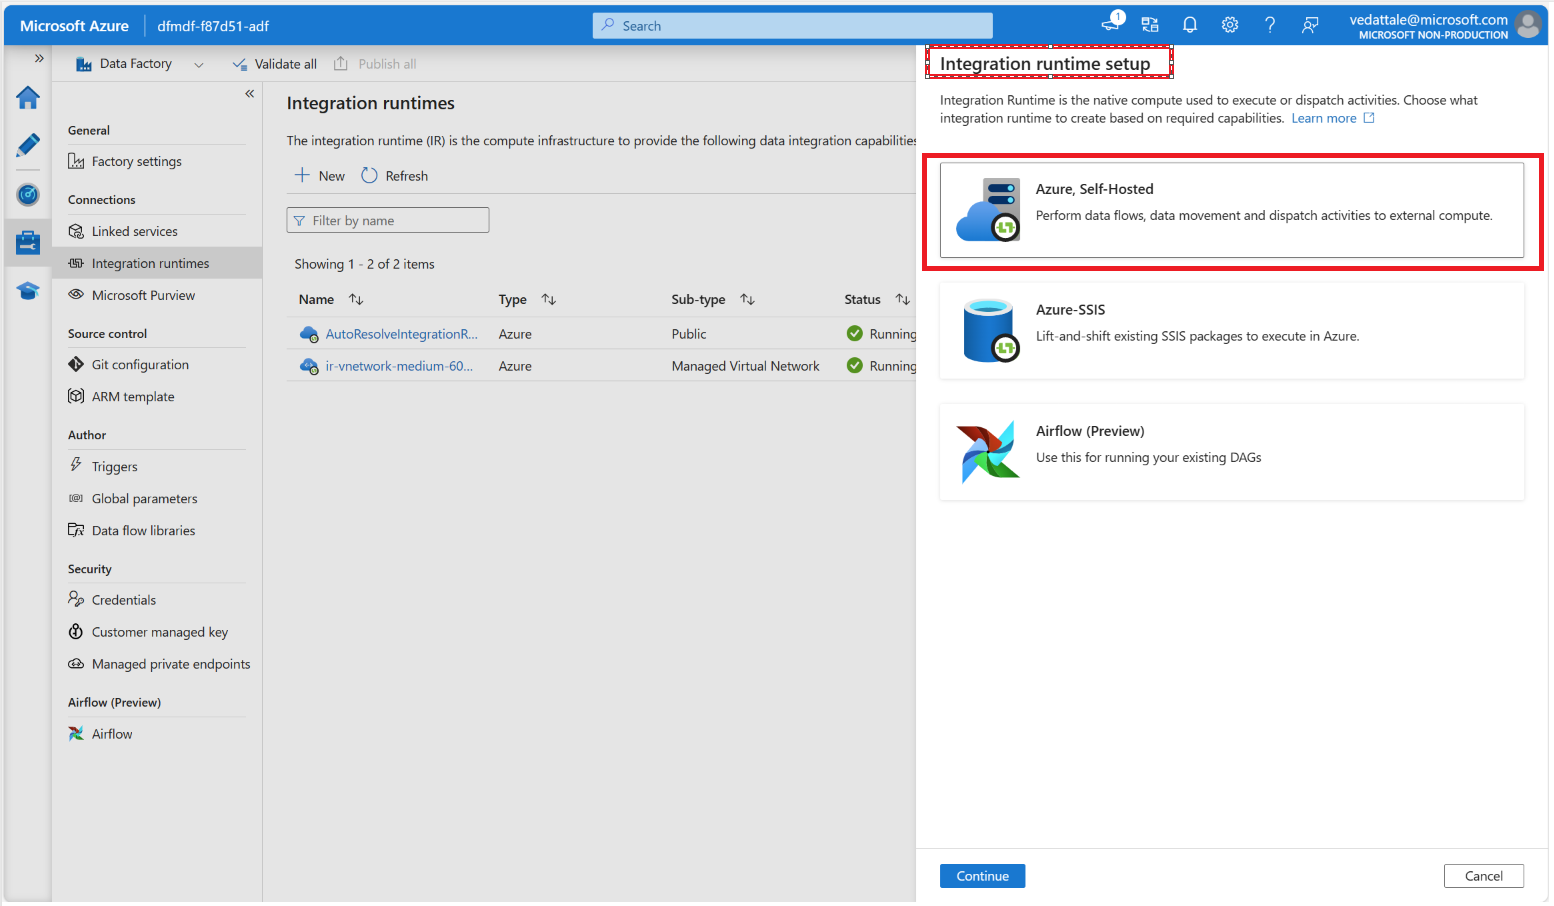 Microsoft Azure
dfmdf-f87d51-adf
Search
1
vedattale@microsoft.com
MICROSOFT NON-PRODUCTION
Data Factory
Validate all
Publish all
General
Factory settings
Connections
Linked services
Integration runtimes
Microsoft Purview
Source control
Git configuration
ARM template
Author
Triggers
Global parameters
Data flow libraries
Security
Credentials
Customer managed key
Managed private endpoints
Airflow (Preview)
Airflow
Integration runtimes
The integration runtime (IR) is the compute infrastructure to provide the following data integration capabilities
New
Refresh
Filter by name
Showing 1 - 2 of 2 items
Name Type Sub-type Status
AutoResolveIntegrationR... Azure Public Running
ir-vnetwork-medium-60... Azure Managed Virtual Network Running
Integration runtime setup
Integration Runtime is the native compute used to execute or dispatch activities. Choose what
integration runtime to create based on required capabilities. Learn more
Azure, Self-Hosted
Perform data flows, data movement and dispatch activities to external compute.
Azure-SSIS
Lift-and-shift existing SSIS packages to execute in Azure.
Airflow (Preview)
Use this for running your existing DAGs
Continue
Cancel